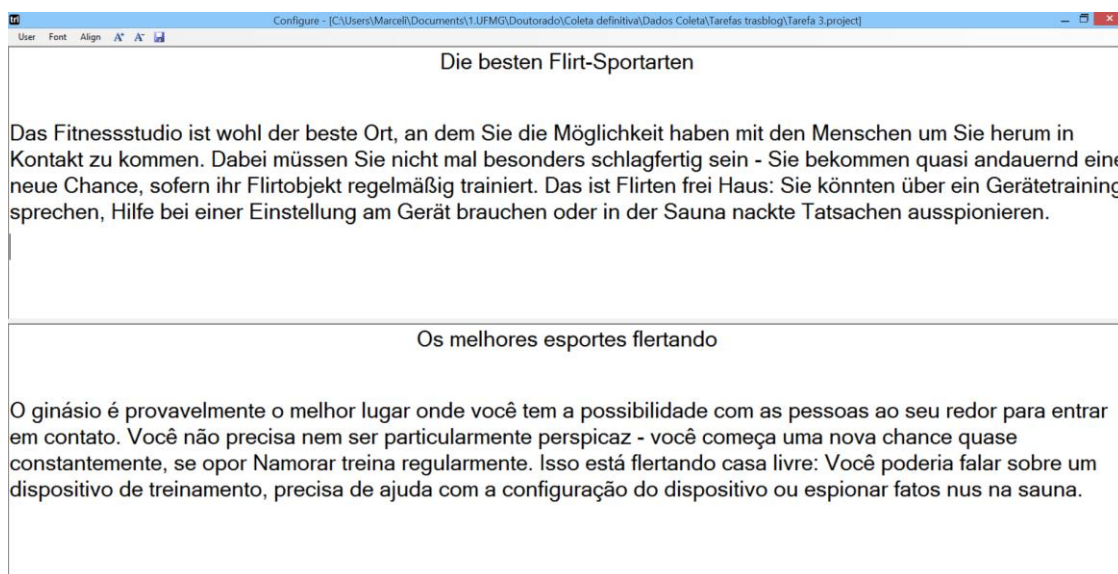 trl
Configure - [C:\Users\Marceli\Documents\1.UFMG\Doutorado\Coleta definitiva\Dados Coleta\Tarefas trasblog\Tarefa 3.project]
User Font Align A A
Die besten Flirt-Sportarten
Das Fitnessstudio ist wohl der beste Ort, an dem Sie die Möglichkeit haben mit den Menschen um Sie herum in
Kontakt zu kommen. Dabei müssen Sie nicht mal besonders schlagfertig sein - Sie bekommen quasi andauernd eine
neue Chance, sofern ihr Flirtobjekt regelmäßig trainiert. Das ist Flirten frei Haus: Sie könnten über ein Gerätetraining
sprechen, Hilfe bei einer Einstellung am Gerät brauchen oder in der Sauna nackte Tatsachen ausspionieren.
Os melhores esportes flertando
O ginásio é provavelmente o melhor lugar onde você tem a possibilidade com as pessoas ao seu redor para entrar
em contato. Você não precisa nem ser particularmente perspicaz - você começa uma nova chance quase
constantemente, se opor Namorar treina regularmente. Isso está flertando casa livre: Você poderia falar sobre um
dispositivo de treinamento, precisa de ajuda com a configuração do dispositivo ou espionar fatos nus na sauna.